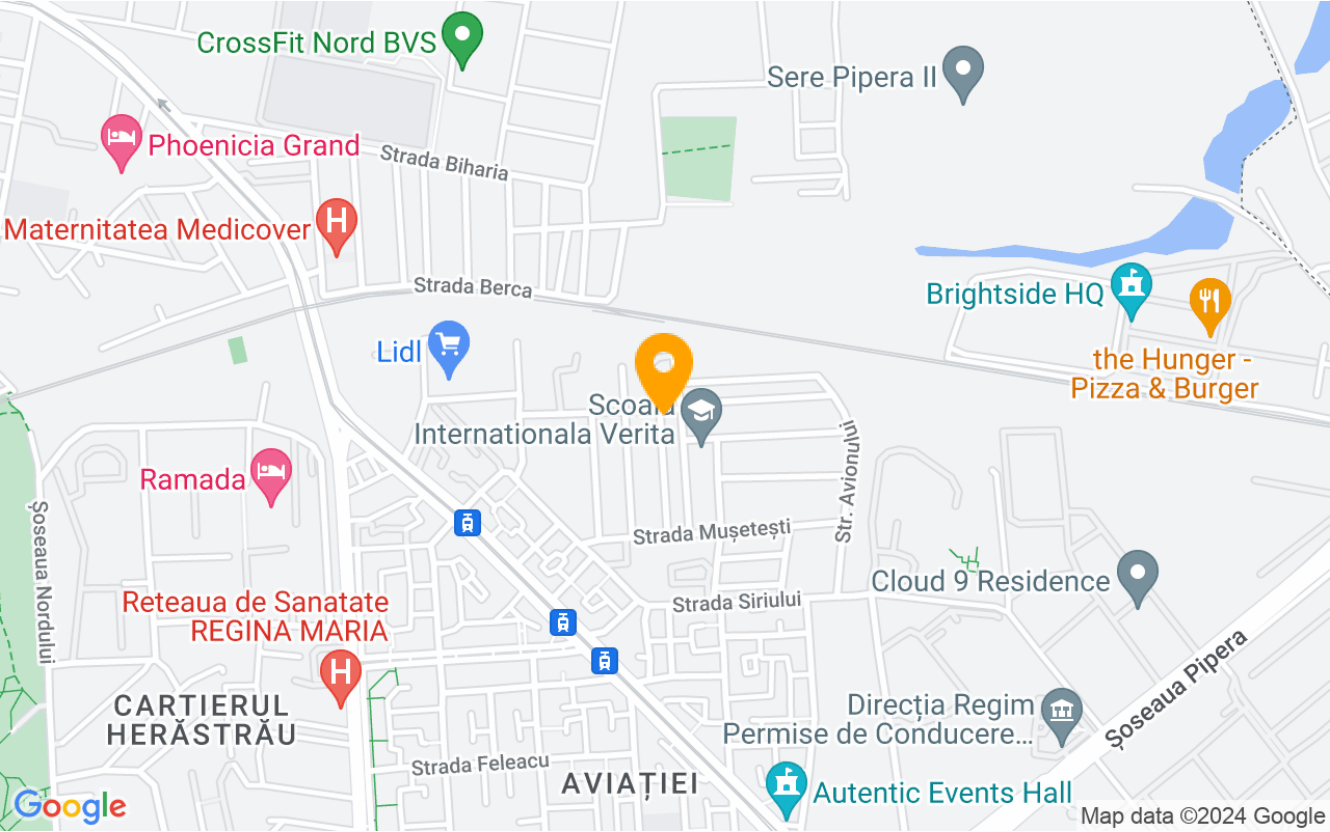 CrossFit Nord BVS
Sere Pipera II
Phoenicia Grand
Strada Biharia
Maternitatea Medicover
Strada Berca
Brightside HQ
Lidl
the Hunger -
Pizza & Burger
Scoala
Internationala Verita
Str. Avionului
Ramada
Șoseaua Nordului
Strada Mușetești
Cloud 9 Residence
Reteaua de Sanatate
REGINA MARIA
Strada Siriului
Șoseaua Pipera
CARTIERUL
HERĂSTRĂU
Direcția Regim
Permise de Conducere...
Strada Feleacu
AVIAȚIEI
Autentic Events Hall
Google
Map data ©2024 Google